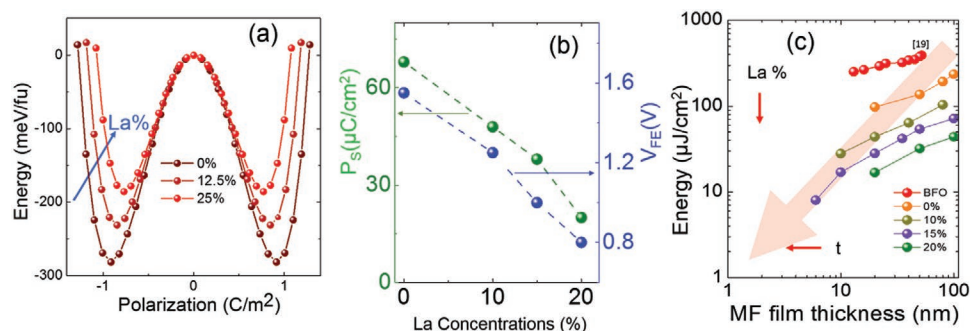 (a)
0
-100
-200
-300
Energy (meV/fu)
La%
0%
12.5%
25%
-1
0
1
Polarization (C/m2)
(b)
60
30
0
PS(µC/cm2)
1.6
1.2
0.8
VFE(V)
0
10
20
La Concentrations (%)
(c)
[19]
La %
1000
100
10
1
Energy (µJ/cm2)
BFO
0%
10%
15%
20%
t
1
10
100
MF film thickness (nm)